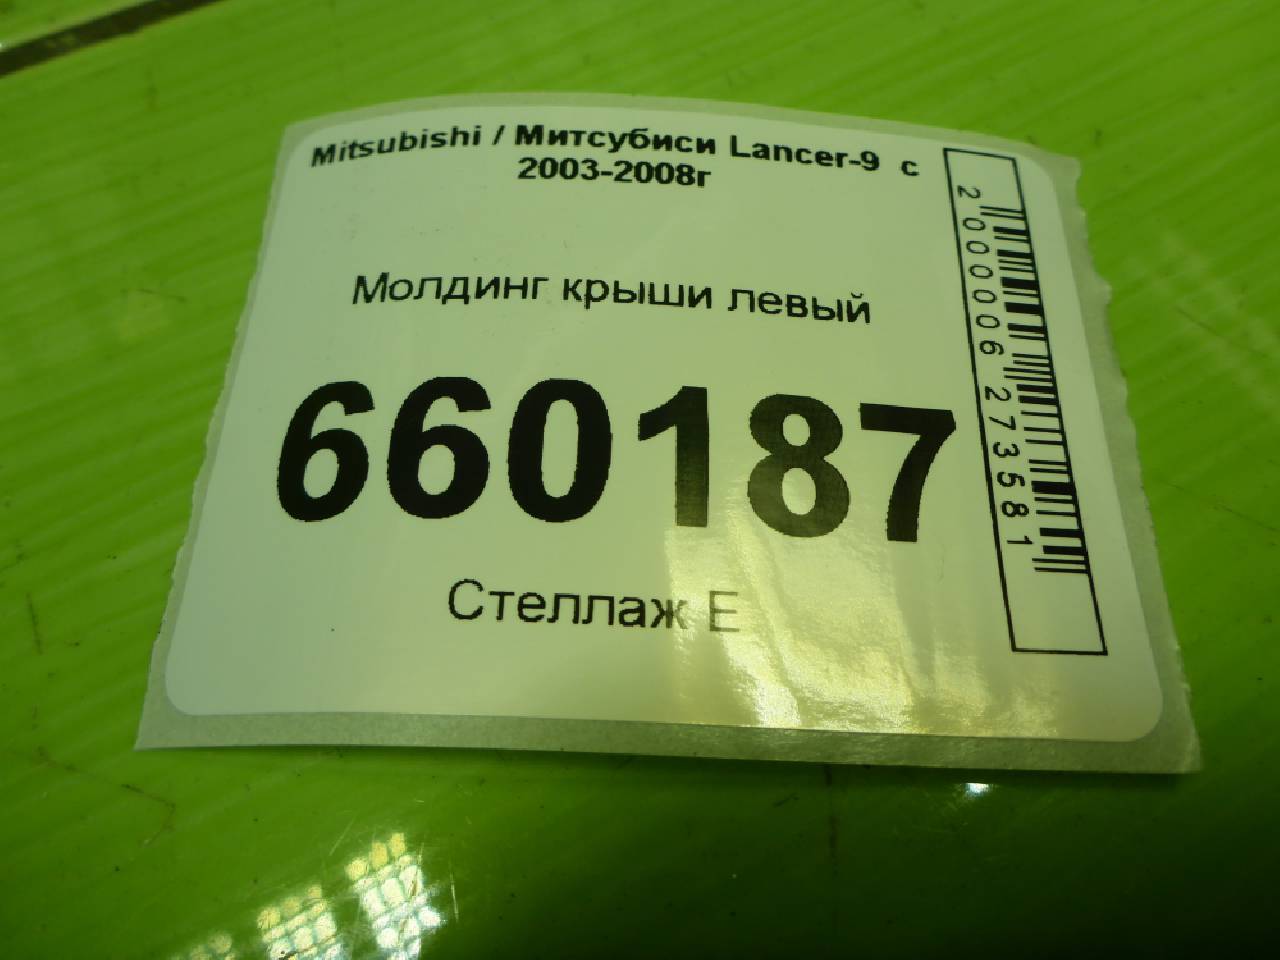 Mitsubishi / Митсубиси Lancer-9 с
2003-2008г
Молдинг крыши левый
660187
Стеллаж Е
2000006273581